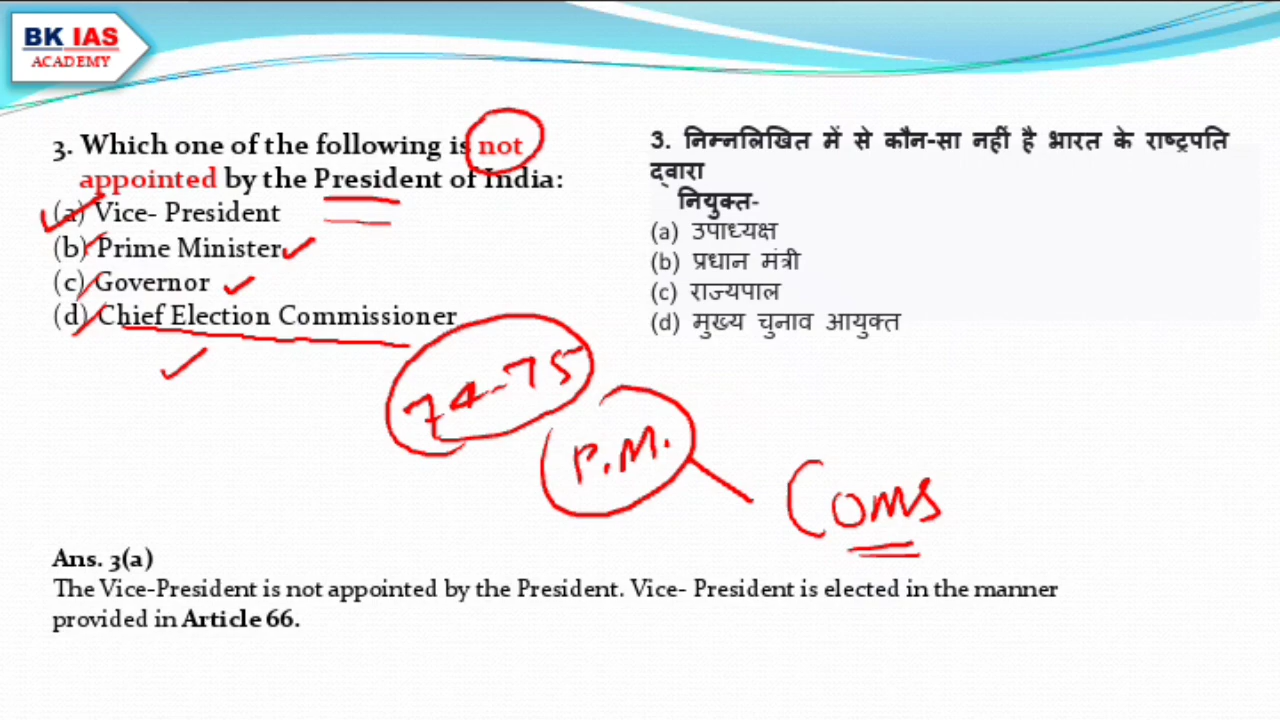 BK IAS
ACADEMY
3. Which one of the following is not
appointed by the President of India:
(a) Vice- President
(b) Prime Minister
(c) Governor
(d) Chief Election Commissioner
3. निम्नलिखित में से कौन-सा नहीं है भारत के राष्ट्रपति
द्वारा
नियुक्त-
(a) उपाध्यक्ष
(b) प्रधान मंत्री
(c) राज्यपाल
(d) मुख्य चुनाव आयुक्त
74-75
P.M.
Coms
Ans. 3(a)
The Vice-President is not appointed by the President. Vice- President is elected in the manner
provided in Article 66.